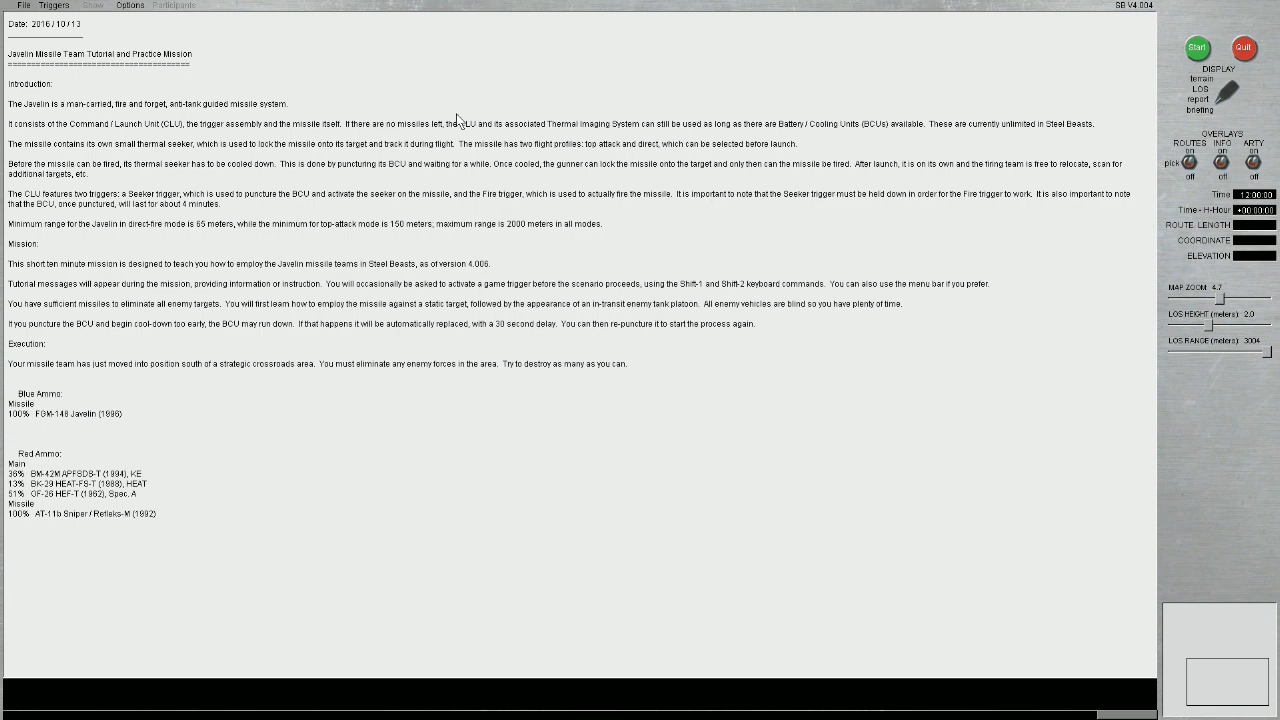 File Triggers Show Options Participants SB V4.004
Date: 2016 / 10 / 13
Javelin Missile Team Tutorial and Practice Mission
====================================
Introduction:
The Javelin is a man-carried, fire and forget, anti-tank guided missile system.
It consists of the Command / Launch Unit (CLU), the trigger assembly and the missile itself. If there are no missiles left, the CLU and its associated Thermal Imaging System can still be used as long as there are Battery / Cooling Units (BCUs) available. These are currently unlimited in Steel Beasts.
The missile contains its own small thermal seeker, which is used to lock the missile onto its target and track it during flight. The missile has two flight profiles: top attack and direct, which can be selected before launch.
Before the missile can be fired, its thermal seeker has to be cooled down. This is done by puncturing its BCU and waiting for a while. Once cooled, the gunner can lock the missile onto the target and only then can the missile be fired. After launch, it is on its own and the firing team is free to relocate, scan for
additional targets, etc.
The CLU features two triggers: a Seeker trigger, which is used to puncture the BCU and activate the seeker on the missile, and the Fire trigger, which is used to actually fire the missile. It is important to note that the Seeker trigger must be held down in order for the Fire trigger to work. It is also important to note
that the BCU, once punctured, will last for about 4 minutes.
Minimum range for the Javelin in direct-fire mode is 65 meters, while the minimum for top-attack mode is 150 meters; maximum range is 2000 meters in all modes.
Mission:
This short ten minute mission is designed to teach you how to employ the Javelin missile teams in Steel Beasts, as of version 4.006.
Tutorial messages will appear during the mission, providing information or instruction. You will occasionally be asked to activate a game trigger before the scenario proceeds, using the Shift-1 and Shift-2 keyboard commands. You can also use the menu bar if you prefer.
You have sufficient missiles to eliminate all enemy targets. You will first learn how to employ the missile against a static target, followed by the appearance of an in-transit enemy tank platoon. All enemy vehicles are blind so you have plenty of time.
If you puncture the BCU and begin cool-down too early, the BCU may run down. If that happens it will be automatically replaced, with a 30 second delay. You can then re-puncture it to start the process again.
Execution:
Your missile team has just moved into position south of a strategic crossroads area. You must eliminate any enemy forces in the area. Try to destroy as many as you can.
Blue Ammo:
Missile
100% FGM-148 Javelin (1996)
Red Ammo:
Main
36% BM-42M APFSDS-T (1994), KE
13% BK-29 HEAT-FS-T (1988), HEAT
51% OF-26 HEF-T (1962), Spec. A
Missile
100% AT-11b Sniper / Refleks-M (1992)
Start Quit
DISPLAY
terrain
LOS
report
briefing
OVERLAYS
ROUTES INFO ARTY
on on on
pick
off off off
Time 12:00:00
Time - H-Hour +00:00:00
ROUTE LENGTH
COORDINATE
ELEVATION
MAP ZOOM: 4.7
LOS HEIGHT (meters): 2.0
LOS RANGE (meters): 3004